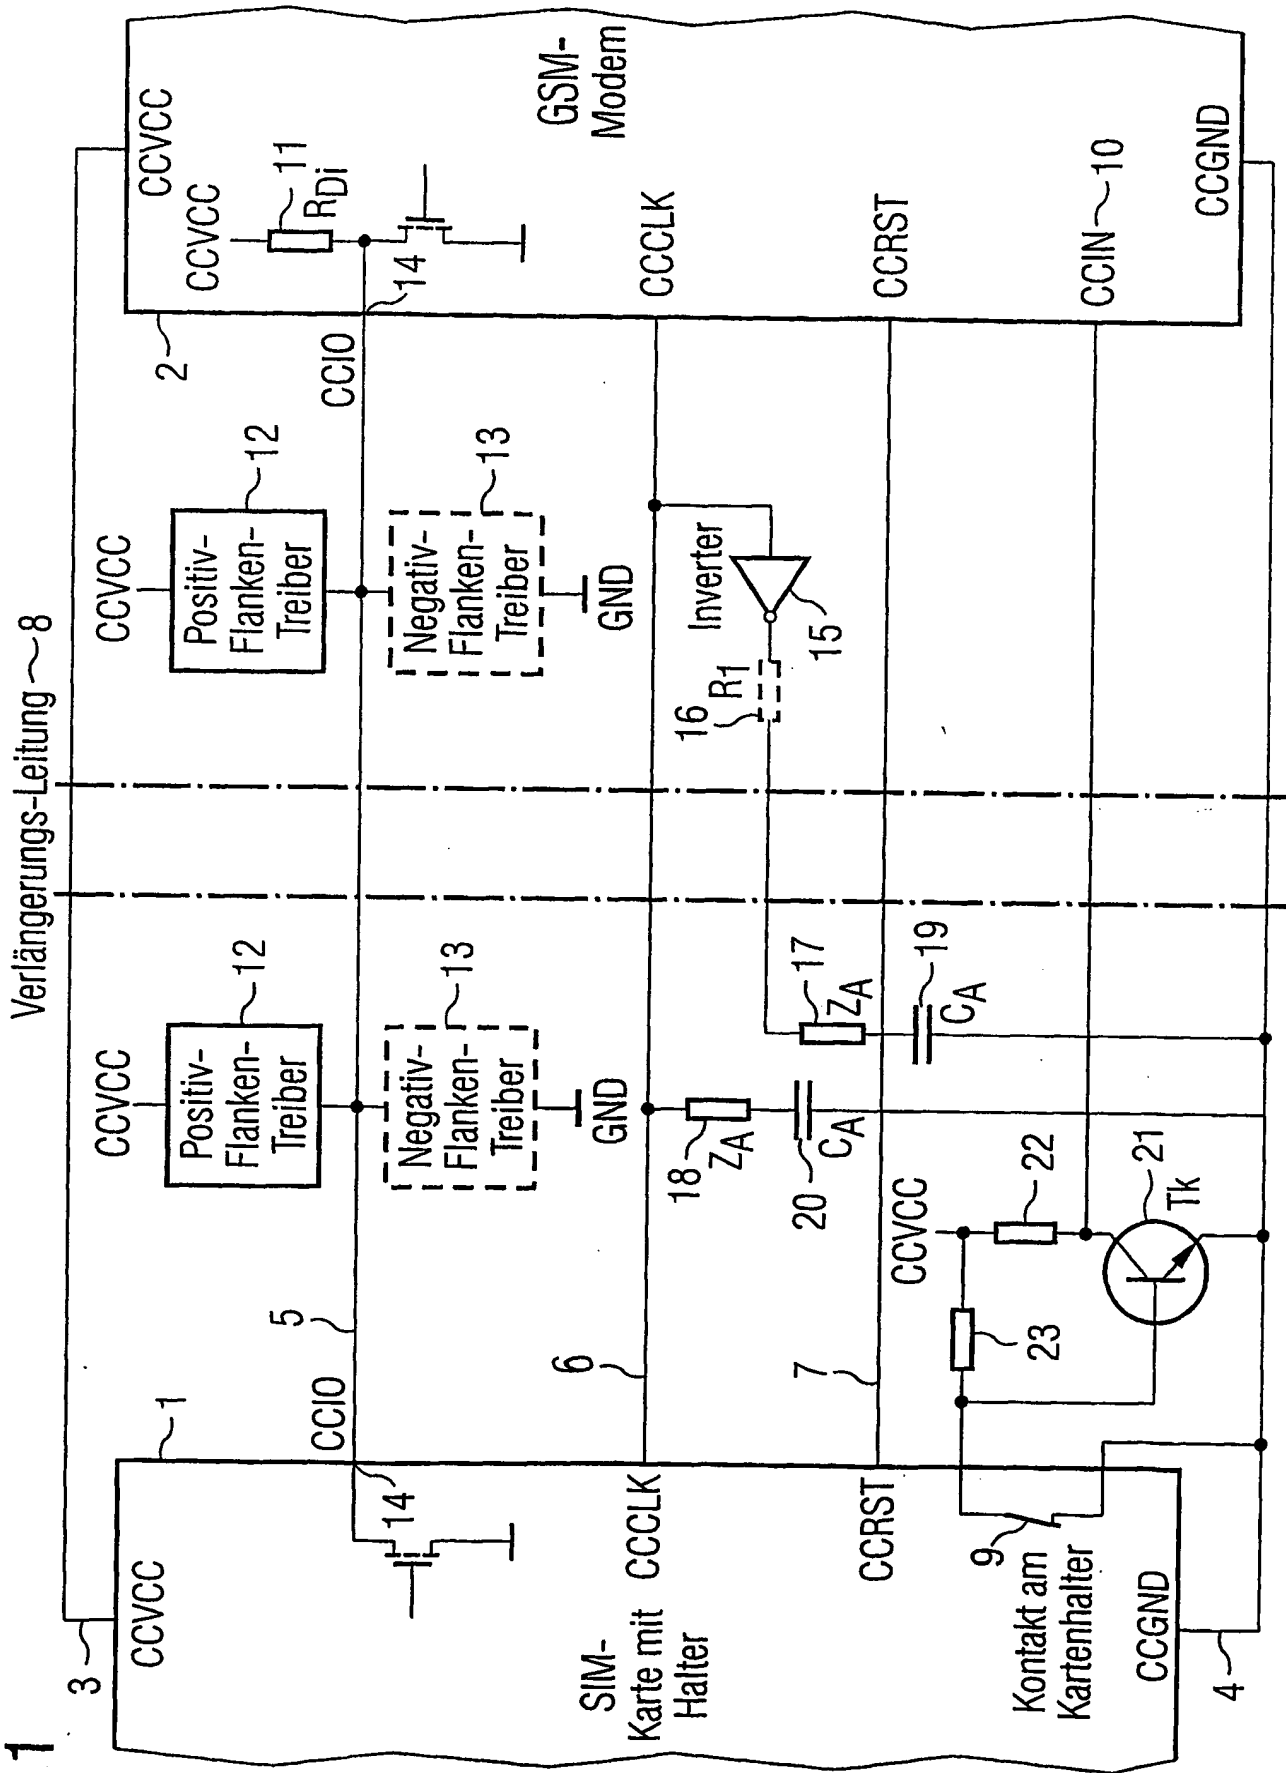 1
Verlängerungs-Leitung 8
3
CCVCC
1
SIM-
Karte mit
Halter
14
CCIO
5
CCCLK
6
CCRST
7
9
Kontakt am
Kartenhalter
CCGND
4
CCVCC
Positiv-
Flanken-
Treiber
12
Negativ-
Flanken-
Treiber
13
GND
18
ZA
20
CA
17
ZA
19
CA
CCVCC
22
23
21
Tk
CCVCC
Positiv-
Flanken-
Treiber
12
Negativ-
Flanken-
Treiber
13
GND
Inverter
15
16
R1
2
CCIO
14
CCVCC
CCVCC
11
RDi
14
GSM-
Modem
CCCLK
CCRST
CCIN
10
CCGND